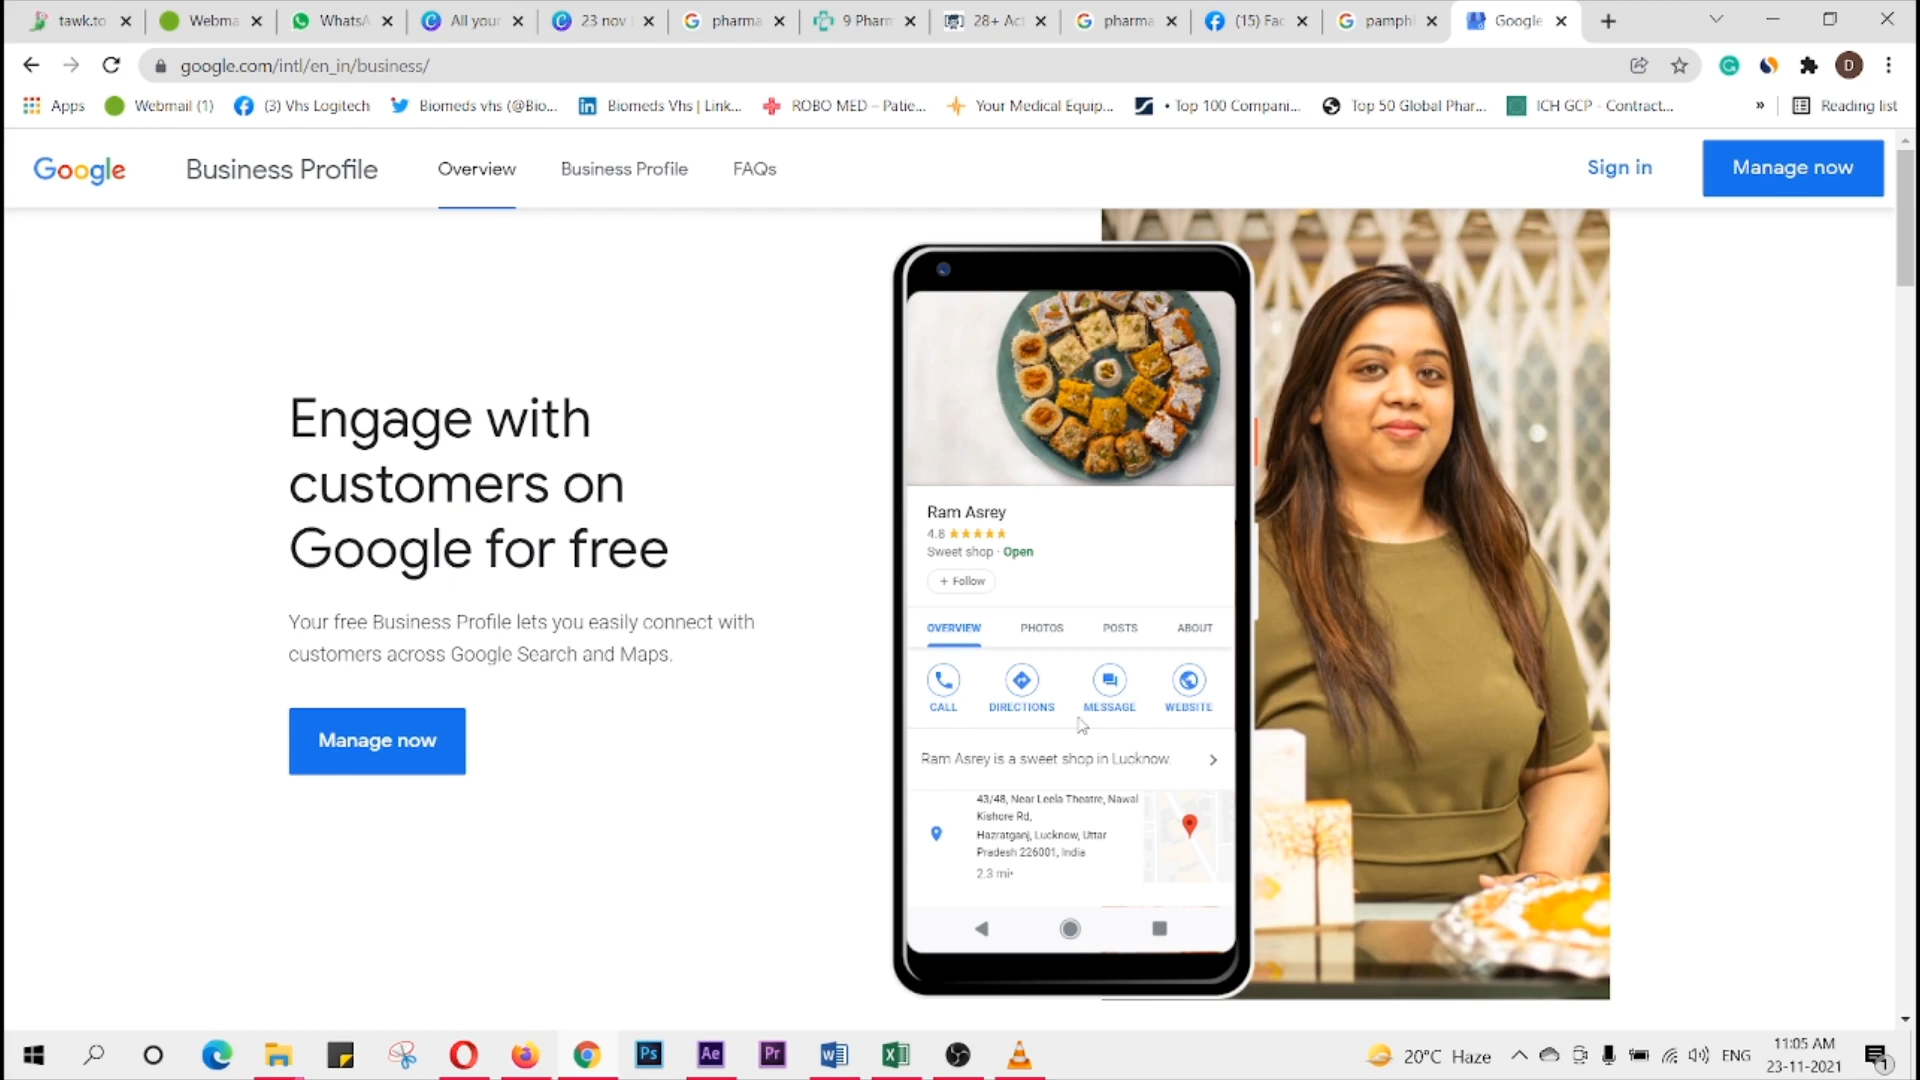 tawk.to
Webma
WhatsA
All your
23 nov
pharma
9 Pharm
28+ Act
pharma
(15) Fac
pamphl
Google
google.com/intl/en_in/business/
D
Apps
Webmail (1)
(3) Vhs Logitech
Biomeds vhs (@Bio...
Biomeds Vhs | Link...
ROBO MED – Patie...
Your Medical Equip...
• Top 100 Compani...
Top 50 Global Phar...
ICH GCP - Contract...
»
Reading list
Google Business Profile
Overview
Business Profile
FAQs
Sign in
Manage now
Engage with
customers on
Google for free
Your free Business Profile lets you easily connect with
customers across Google Search and Maps.
Manage now
Ram Asrey
4.8 ★★★★★
Sweet shop · Open
+ Follow
OVERVIEW
PHOTOS
POSTS
ABOUT
CALL
DIRECTIONS
MESSAGE
WEBSITE
Ram Asrey is a sweet shop in Lucknow.
43/48, Near Leela Theatre, Nawal
Kishore Rd,
Hazratganj, Lucknow, Uttar
Pradesh 226001, India
2.3 mi•
Ps
Ae
Pr
20°C Haze
ENG
11:05 AM
23-11-2021
1